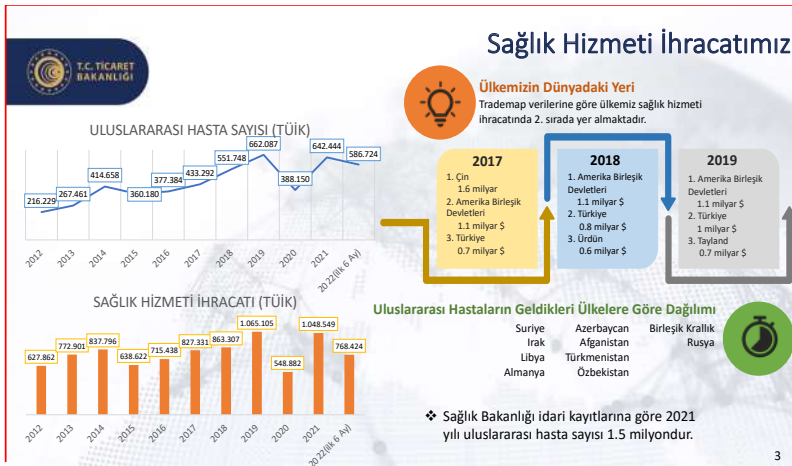 Sağlık Hizmeti İhracatımız
T.C. TİCARET
BAKANLIĞI
Ülkemizin Dünyadaki Yeri
Trademap verilerine göre ülkemiz sağlık hizmeti
ihracatında 2. sırada yer almaktadır.
ULUSLARARASI HASTA SAYISI (TÜİK)
216.229
267.461
414.658
360.180
377.384
433.292
551.748
662.087
388.150
642.444
586.724
2012
2013
2014
2015
2016
2017
2018
2019
2020
2021
2022(ilk 6 Ay)
2017
1. Çin
1.6 milyar
2. Amerika Birleşik
Devletleri
1.1 milyar $
3. Türkiye
0.7 milyar $
2018
1. Amerika Birleşik
Devletleri
1.1 milyar $
2. Türkiye
0.8 milyar $
3. Ürdün
0.6 milyar $
2019
1. Amerika Birleşik
Devletleri
1.1 milyar $
2. Türkiye
1 milyar $
3. Tayland
0.7 milyar $
SAĞLIK HİZMETİ İHRACATI (TÜİK)
627.862
772.901
837.796
638.622
715.438
827.331
863.307
1.065.105
548.882
1.048.549
768.424
2012
2013
2014
2015
2016
2017
2018
2019
2020
2021
2022(ilk 6 Ay)
Uluslararası Hastaların Geldikleri Ülkelere Göre Dağılımı
Suriye
Irak
Libya
Almanya
Azerbaycan
Afganistan
Türkmenistan
Özbekistan
Birleşik Krallık
Rusya
❖ Sağlık Bakanlığı idari kayıtlarına göre 2021
yılı uluslararası hasta sayısı 1.5 milyondur.
3